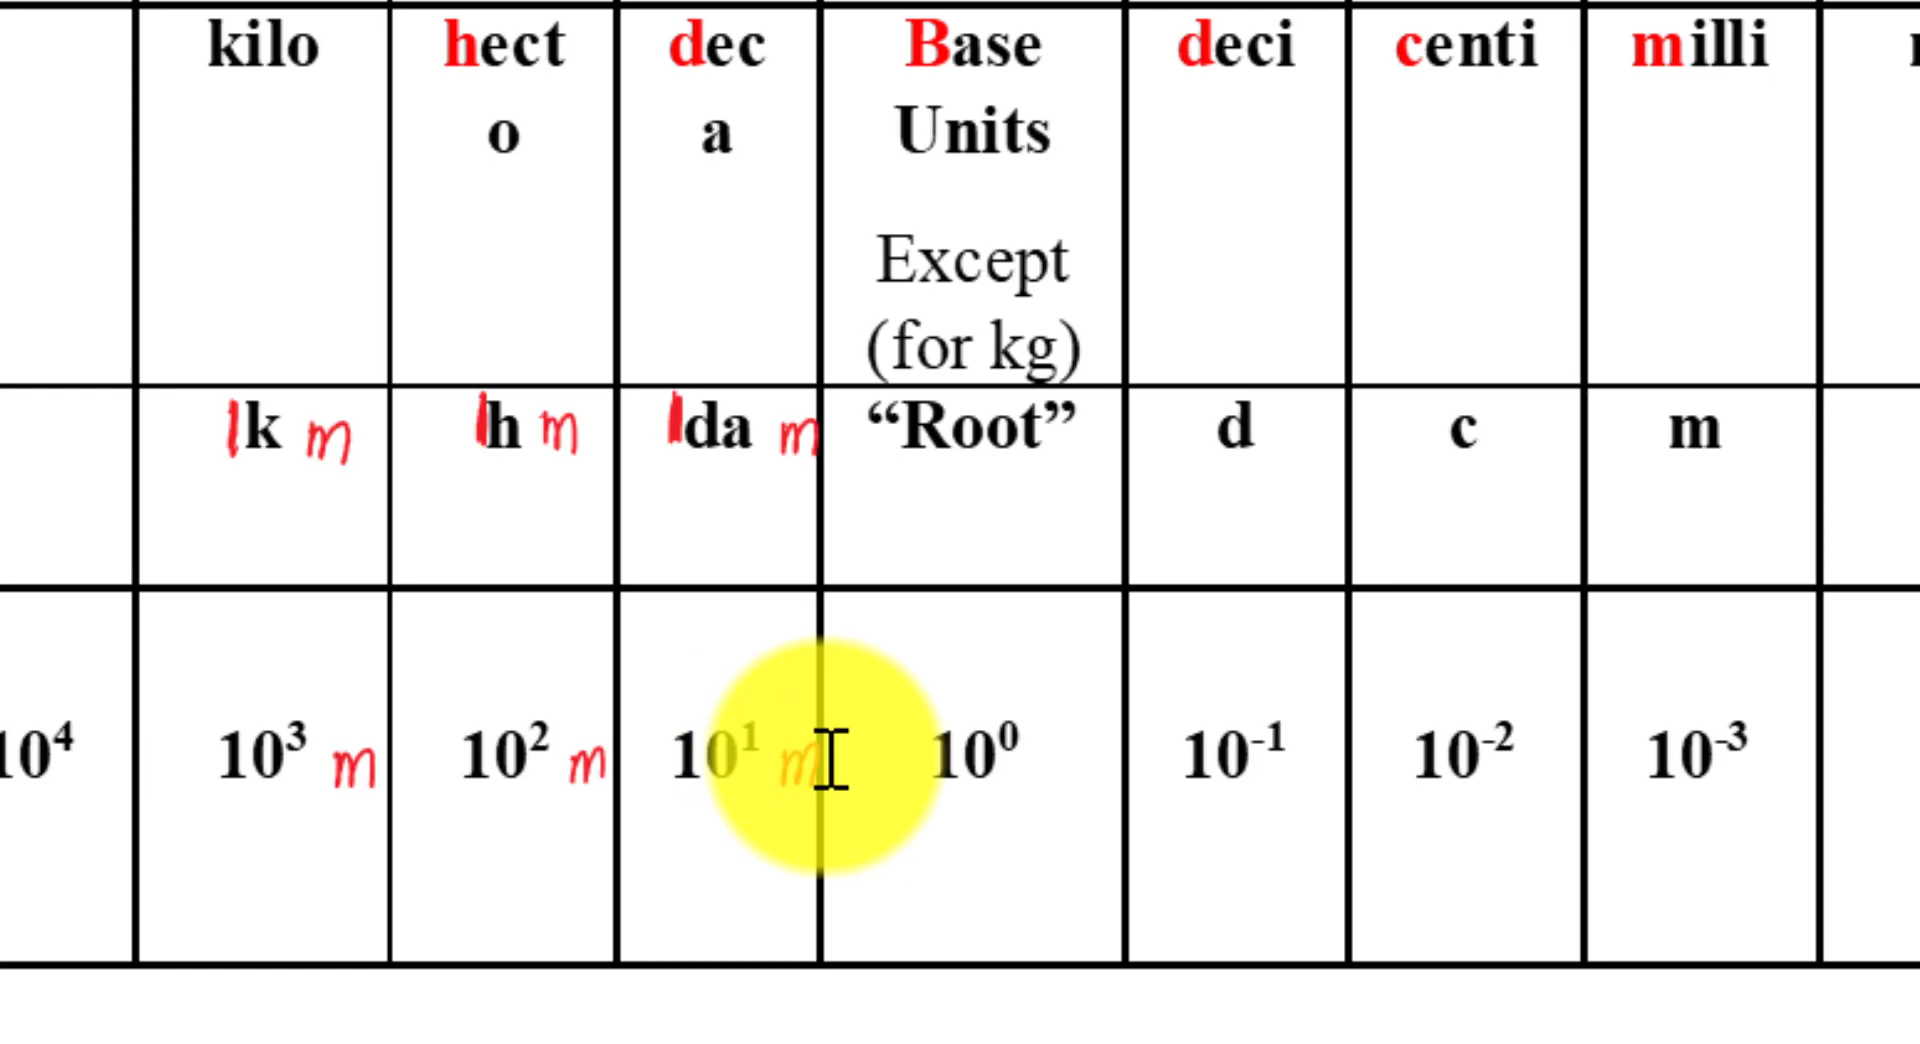 kilo hect o dec a Base Units Except (for kg) deci centi milli
1k m 1h m 1da m “Root” d c m
10⁴ 10³ m 10² m 10¹ m 10⁰ 10⁻¹ 10⁻² 10⁻³